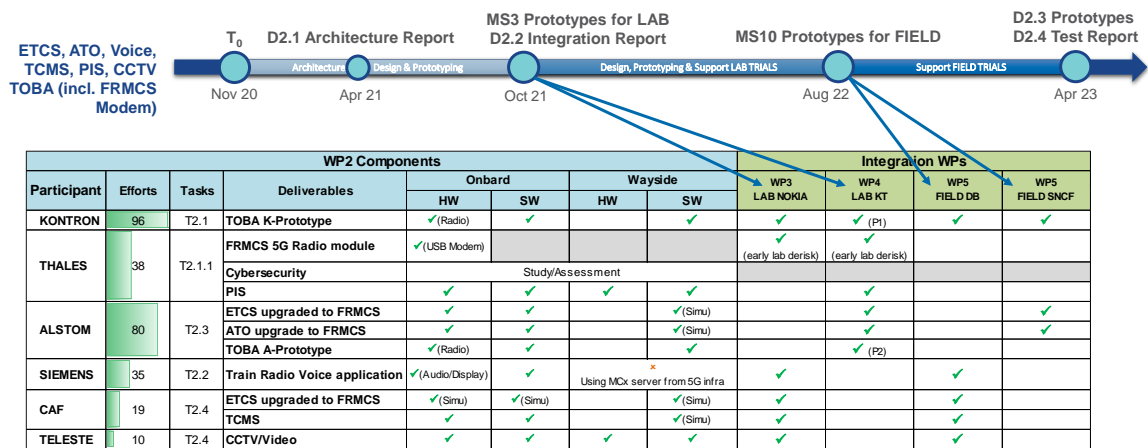 MS3 Prototypes for LAB
D2.3 Prototypes
T0
D2.1 Architecture Report
D2.2 Integration Report
MS10 Prototypes for FIELD
D2.4 Test Report
ETCS, ATO, Voice,
TCMS, PIS, CCTV
TOBA (incl. FRMCS
Modem)
Architecture
Design & Prototyping
Design, Prototyping & Support LAB TRIALS
Support FIELD TRIALS
Nov 20
Apr 21
Oct 21
Aug 22
Apr 23
WP2 Components
Integration WPs
Participant
Efforts
Tasks
Deliverables
Onbard
Wayside
HW
SW
HW
SW
WP3
LAB NOKIA
WP4
LAB KT
WP5
FIELD DB
WP5
FIELD SNCF
KONTRON 96 T2.1 TOBA K-Prototype ✓(Radio) ✓ ✓ ✓ ✓ (P1) ✓ ✓
THALES 38 T2.1.1
FRMCS 5G Radio module ✓(USB Modem) ✓ ✓
(early lab derisk) (early lab derisk)
Cybersecurity Study/Assessment
PIS ✓ ✓ ✓ ✓ ✓
ALSTOM 80 T2.3
ETCS upgraded to FRMCS ✓ ✓ ✓(Simu) ✓ ✓
ATO upgrade to FRMCS ✓ ✓ ✓(Simu) ✓ ✓
TOBA A-Prototype ✓(Radio) ✓ ✓ ✓ (P2)
SIEMENS 35 T2.2 Train Radio Voice application ✓(Audio/Display) ✓ × ✓ ✓
Using MCx server from 5G infra
CAF 19 T2.4
ETCS upgraded to FRMCS ✓(Simu) ✓(Simu) ✓(Simu) ✓ ✓
TCMS ✓ ✓ ✓(Simu) ✓ ✓
TELESTE 10 T2.4 CCTV/Video ✓ ✓ ✓ ✓ ✓ ✓